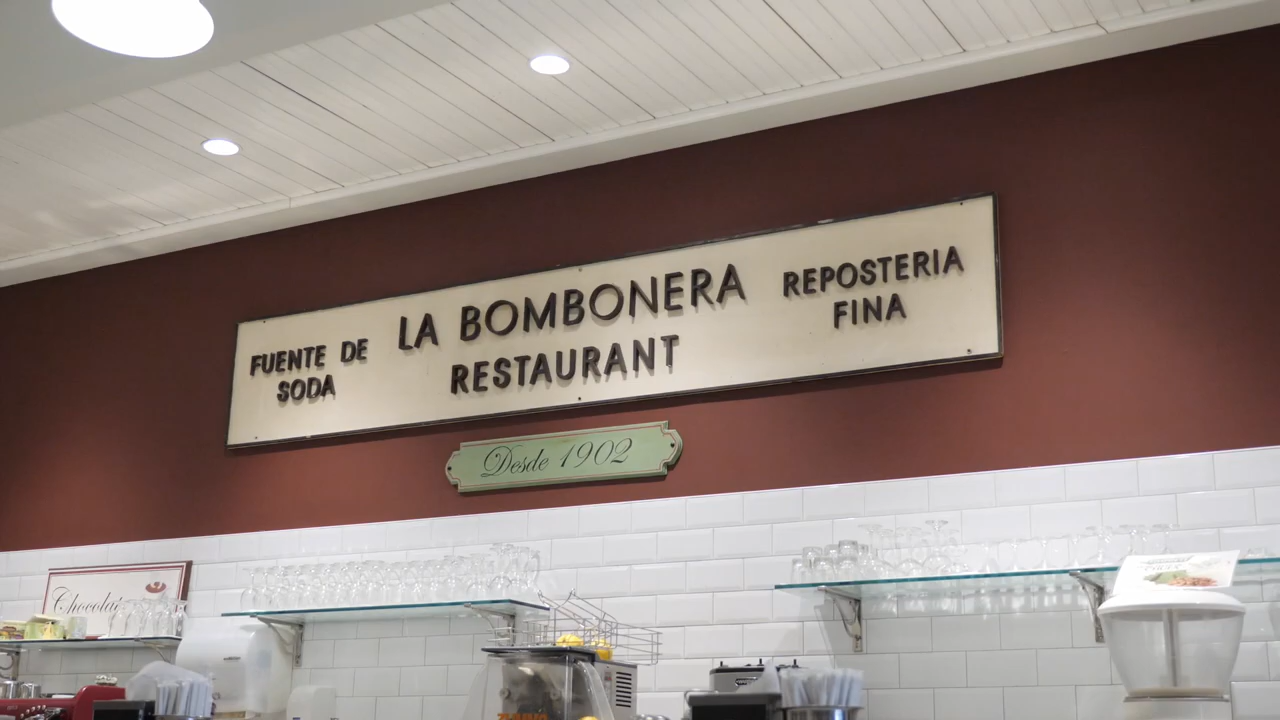 FUENTE DE
SODA
LA BOMBONERA
RESTAURANT
REPOSTERIA
FINA
Desde 1902